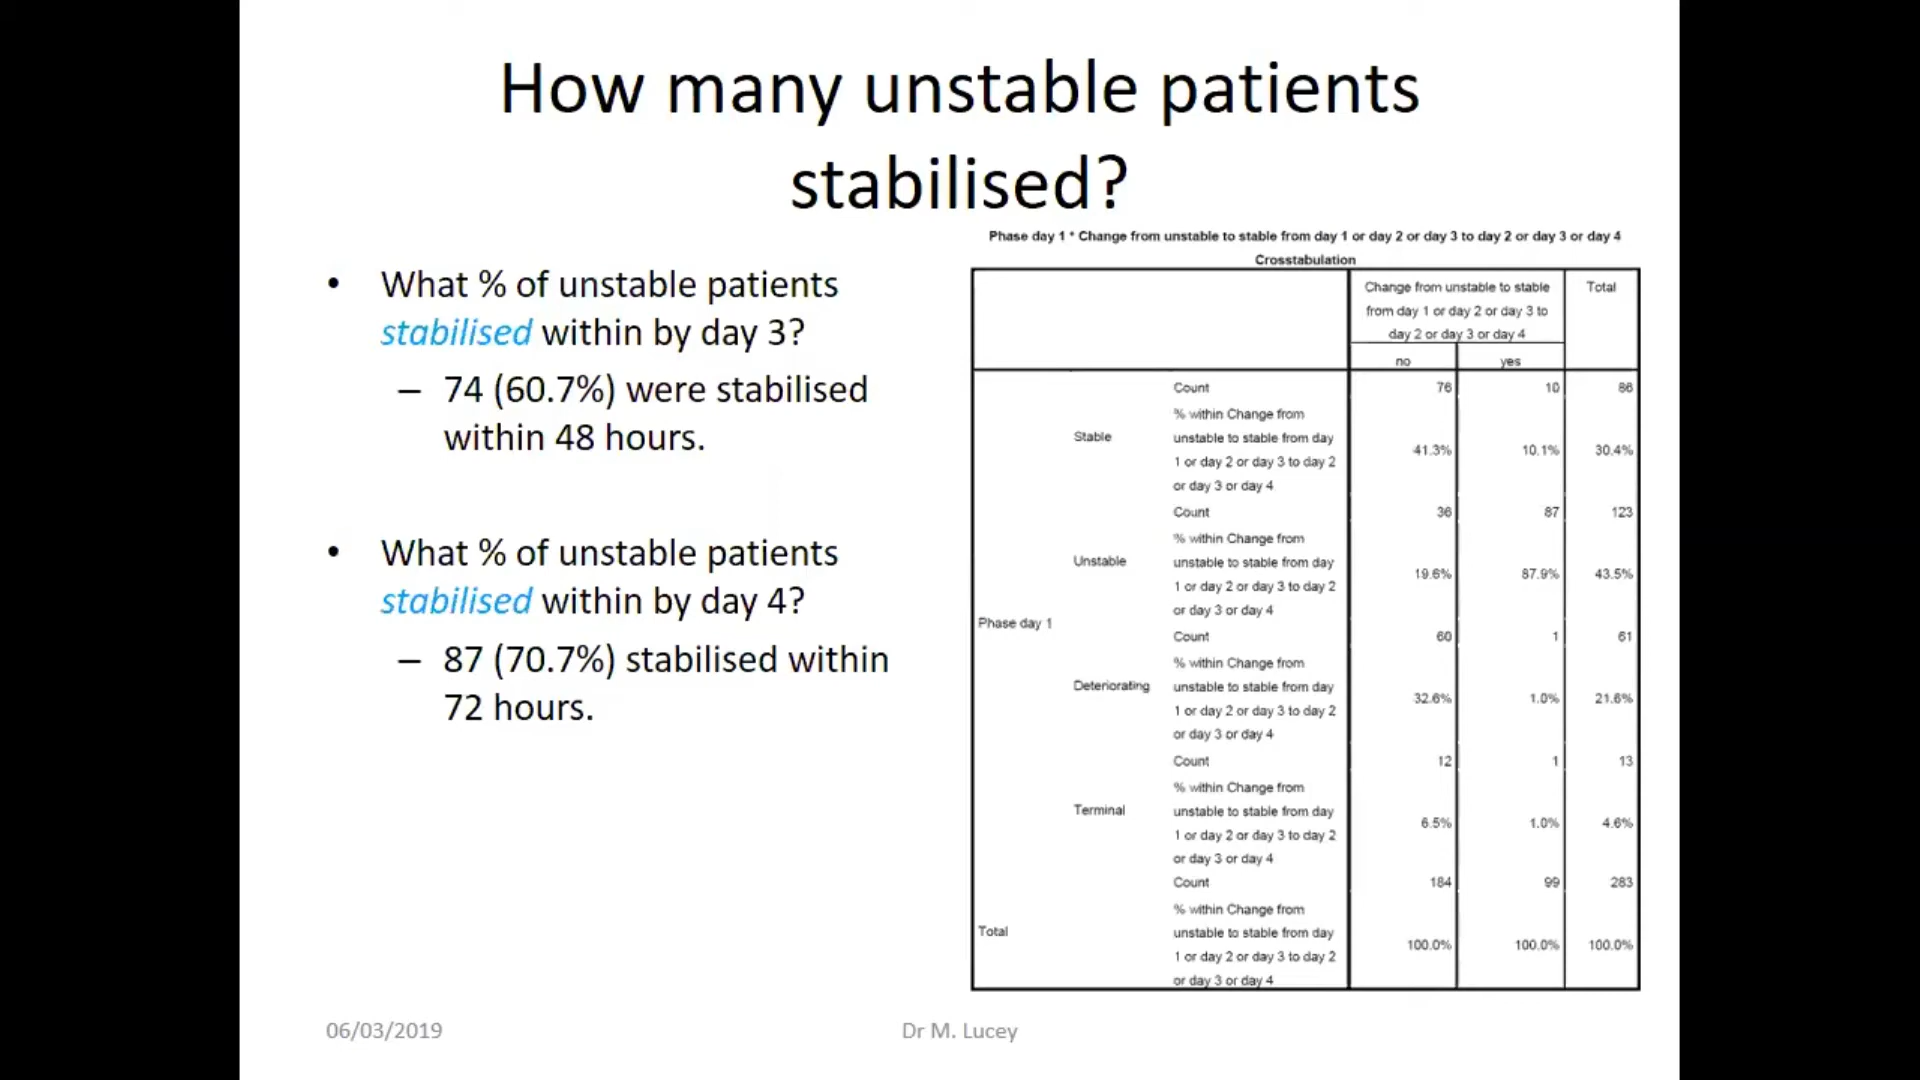 How many unstable patients
stabilised?
• What % of unstable patients
stabilised within by day 3?
– 74 (60.7%) were stabilised
within 48 hours.
• What % of unstable patients
stabilised within by day 4?
– 87 (70.7%) stabilised within
72 hours.
Phase day 1 * Change from unstable to stable from day 1 or day 2 or day 3 to day 2 or day 3 or day 4
Crosstabulation
Change from unstable to stable Total
from day 1 or day 2 or day 3 to
day 2 or day 3 or day 4
no yes
Count 76 10 86
% within Change from
Stable unstable to stable from day 41.3% 10.1% 30.4%
1 or day 2 or day 3 to day 2
or day 3 or day 4
Count 36 87 123
% within Change from
Unstable unstable to stable from day 19.6% 87.9% 43.5%
1 or day 2 or day 3 to day 2
or day 3 or day 4
Phase day 1
Count 60 1 61
% within Change from
Deteriorating unstable to stable from day 32.6% 1.0% 21.6%
1 or day 2 or day 3 to day 2
or day 3 or day 4
Count 12 1 13
% within Change from
Terminal unstable to stable from day 6.5% 1.0% 4.6%
1 or day 2 or day 3 to day 2
or day 3 or day 4
Count 184 99 283
% within Change from
Total unstable to stable from day 100.0% 100.0% 100.0%
1 or day 2 or day 3 to day 2
or day 3 or day 4
06/03/2019 Dr M. Lucey